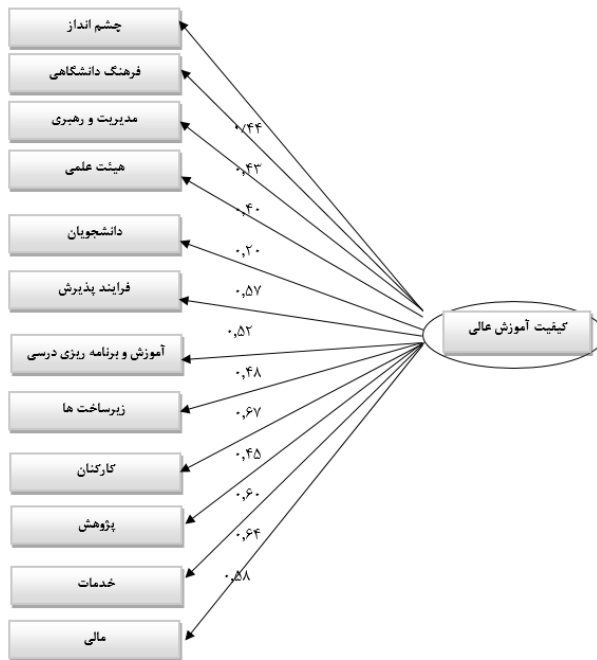 چشم انداز
فرهنگ دانشگاهی
مدیریت و رهبری
هیئت علمی
دانشجویان
فرایند پذیرش
آموزش و برنامه ریزی درسی
زیرساخت ها
کارکنان
پژوهش
خدمات
مالی
۰/۴۴
۰,۴۳
۰,۴۰
۰,۲۰
۰,۵۷
۰,۵۲
۰,۴۸
۰,۶۷
۰,۴۵
۰,۶۰
۰,۶۴
۰,۵۸
کیفیت آموزش عالی